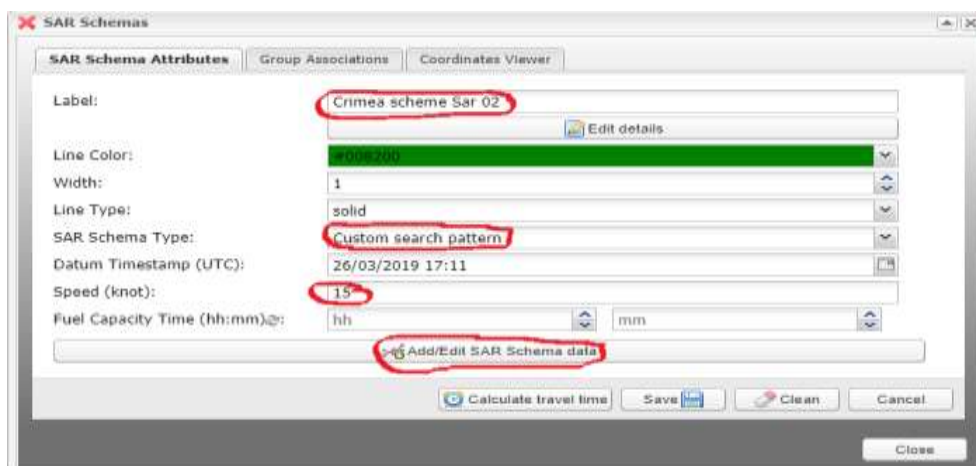 SAR Schemas
SAR Schema Attributes Group Associations Coordinates Viewer
Label: Crimea scheme Sar 02
Edit details
Line Color: #008200
Width: 1
Line Type: solid
SAR Schema Type: Custom search pattern
Datum Timestamp (UTC): 26/03/2019 17:11
Speed (knot): 15
Fuel Capacity Time (hh:mm): hh mm
Add/Edit SAR Schema data
Calculate travel time Save Clean Cancel
Close